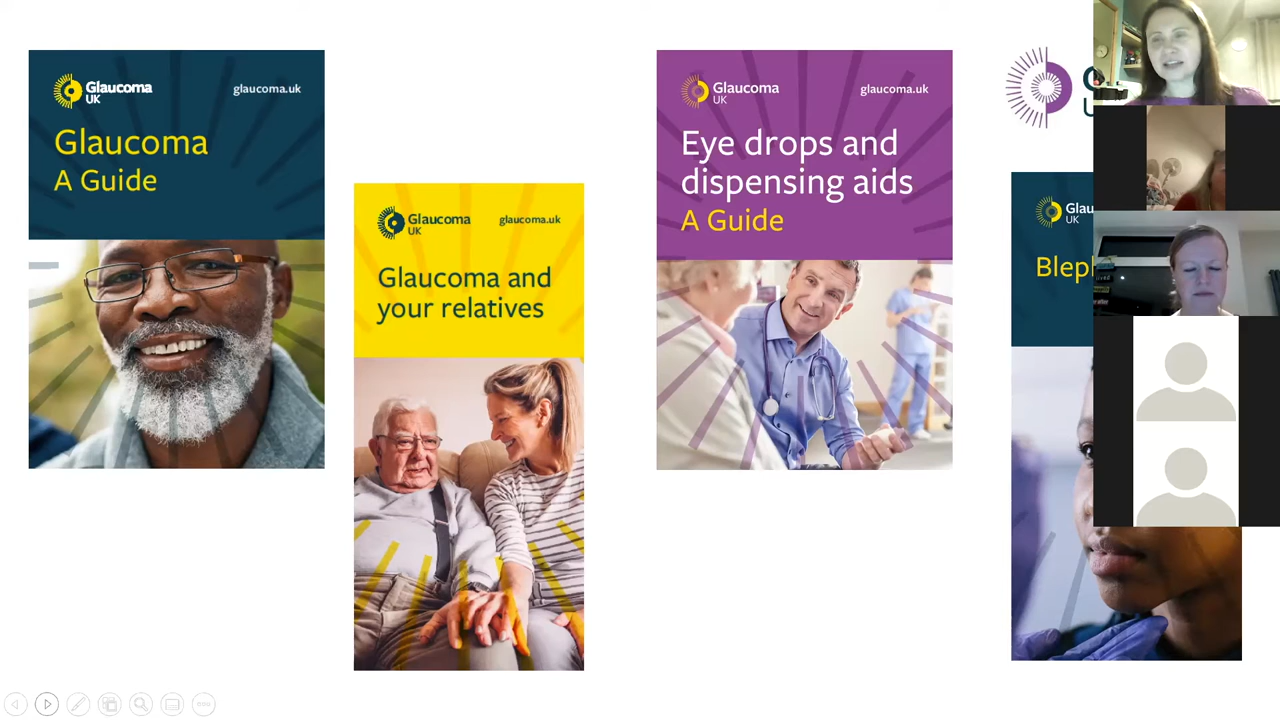 Glaucoma
UK
glaucoma.uk
Glaucoma
A Guide
Glaucoma
UK
glaucoma.uk
Glaucoma and
your relatives
Glaucoma
UK
glaucoma.uk
Eye drops and
dispensing aids
A Guide